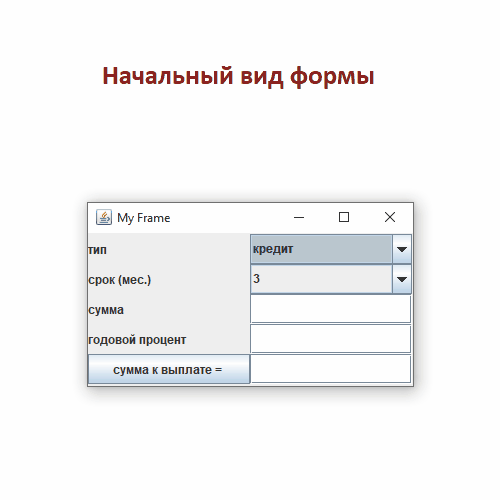 Начальный вид формы
My Frame
тип кредит
срок (мес.) 3
сумма
годовой процент
сумма к выплате =